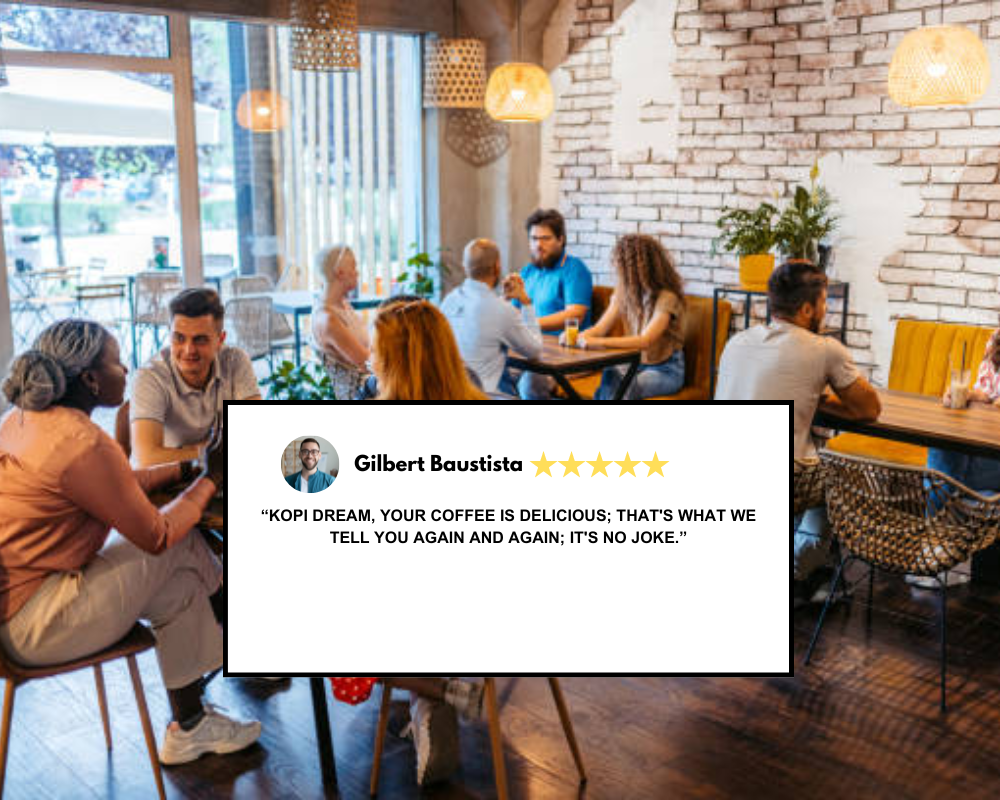 Gilbert Baustista
“KOPI DREAM, YOUR COFFEE IS DELICIOUS; THAT'S WHAT WE
TELL YOU AGAIN AND AGAIN; IT'S NO JOKE.”